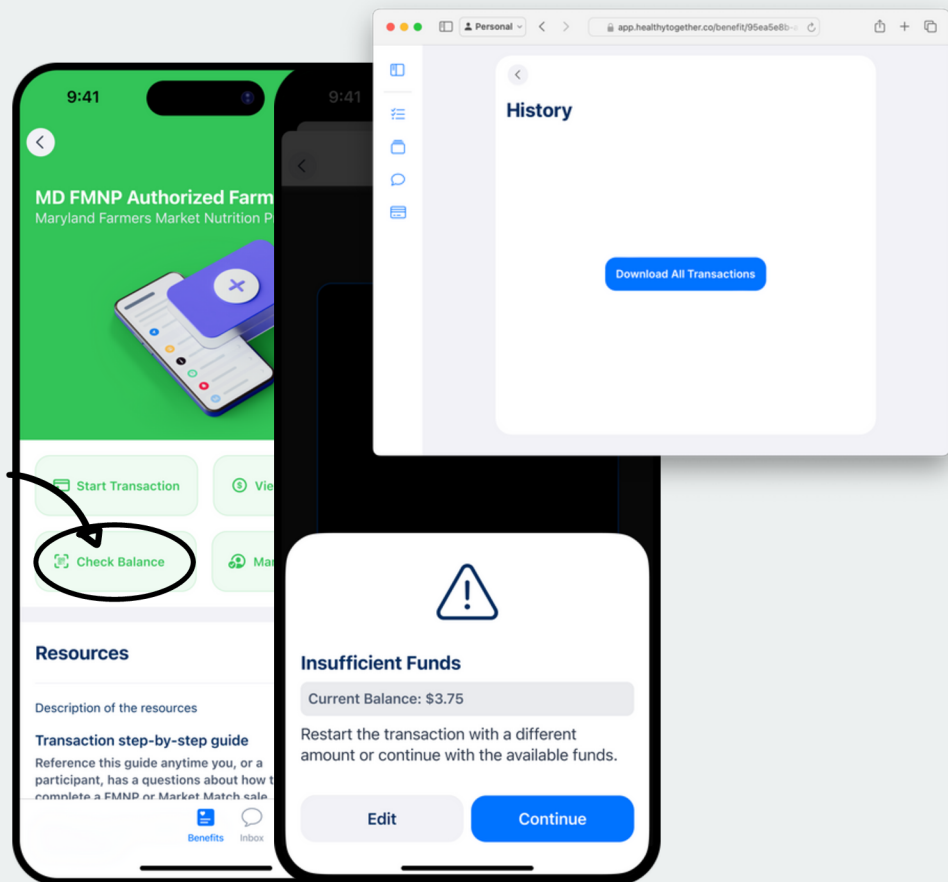 9:41
MD FMNP Authorized Farm
Maryland Farmers Market Nutrition P
Start Transaction
Vie
Check Balance
Mar
Resources
Description of the resources
Transaction step-by-step guide
Reference this guide anytime you, or a
participant, has a questions about how t
complete a FMNP or Market Match sale
Benefits
Inbox
9:41
Insufficient Funds
Current Balance: $3.75
Restart the transaction with a different
amount or continue with the available funds.
Edit
Continue
Personal
app.healthytogether.co/benefit/95ea5e8b-
History
Download All Transactions